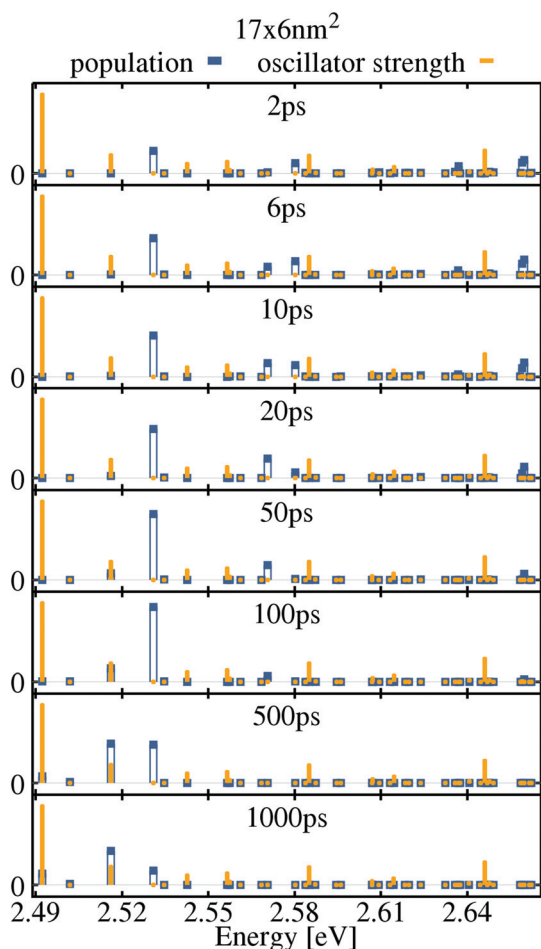 17x6nm²
population oscillator strength
2ps
0
6ps
0
10ps
0
20ps
0
50ps
0
100ps
0
500ps
0
1000ps
0
2.49 2.52 2.55 2.58 2.61 2.64
Energy [eV]